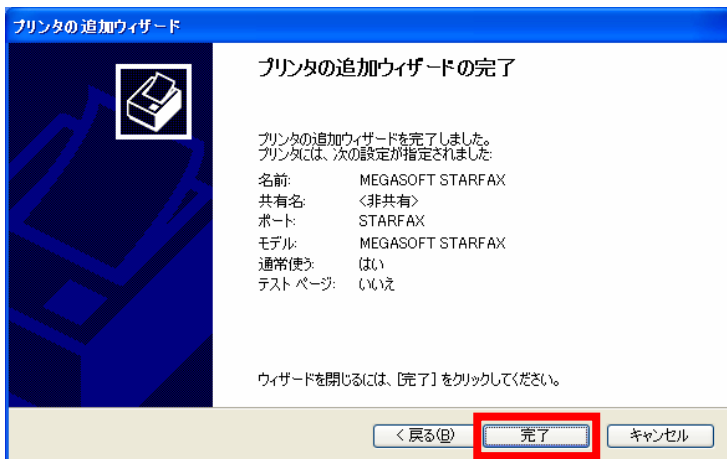 プリンタの追加ウィザード
プリンタの追加ウィザードの完了
プリンタの追加ウィザードを完了しました。
プリンタには、次の設定が指定されました:
名前: MEGASOFT STARFAX
共有名: <非共有>
ポート: STARFAX
モデル: MEGASOFT STARFAX
通常使う: はい
テスト ページ: いいえ
ウィザードを閉じるには、[完了] をクリックしてください。
< 戻る(B) 完了 キャンセル